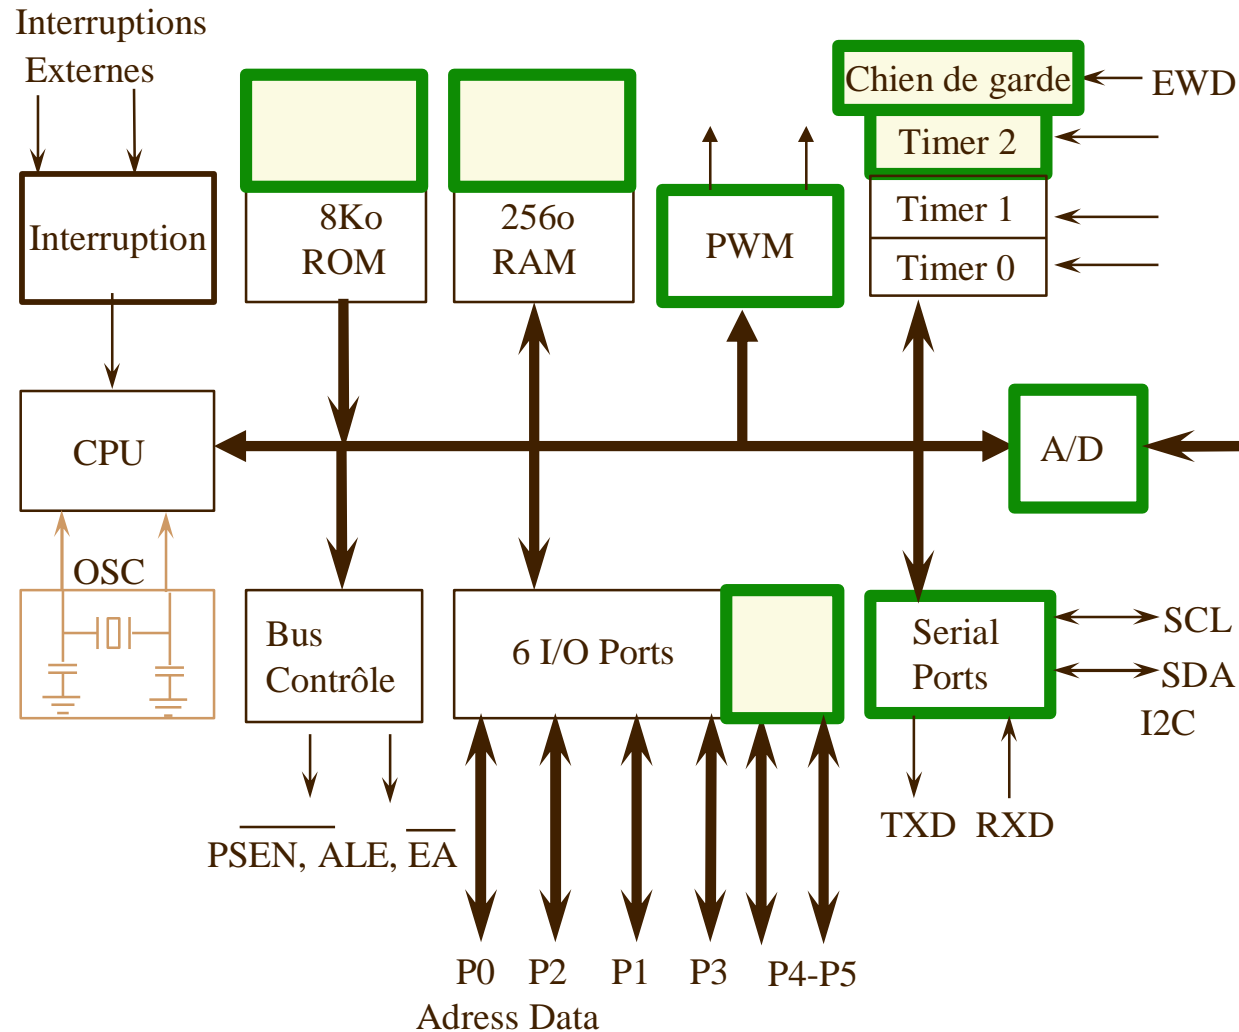 Interruptions
Externes
Chien de garde
EWD
Timer 2
Interruption
8Ko
ROM
256o
RAM
PWM
Timer 1
Timer 0
CPU
A/D
OSC
Bus
Contrôle
6 I/O Ports
Serial
Ports
SCL
SDA
I2C
TXD RXD
PSEN, ALE, EA
P0 P2 P1 P3 P4-P5
Adress Data